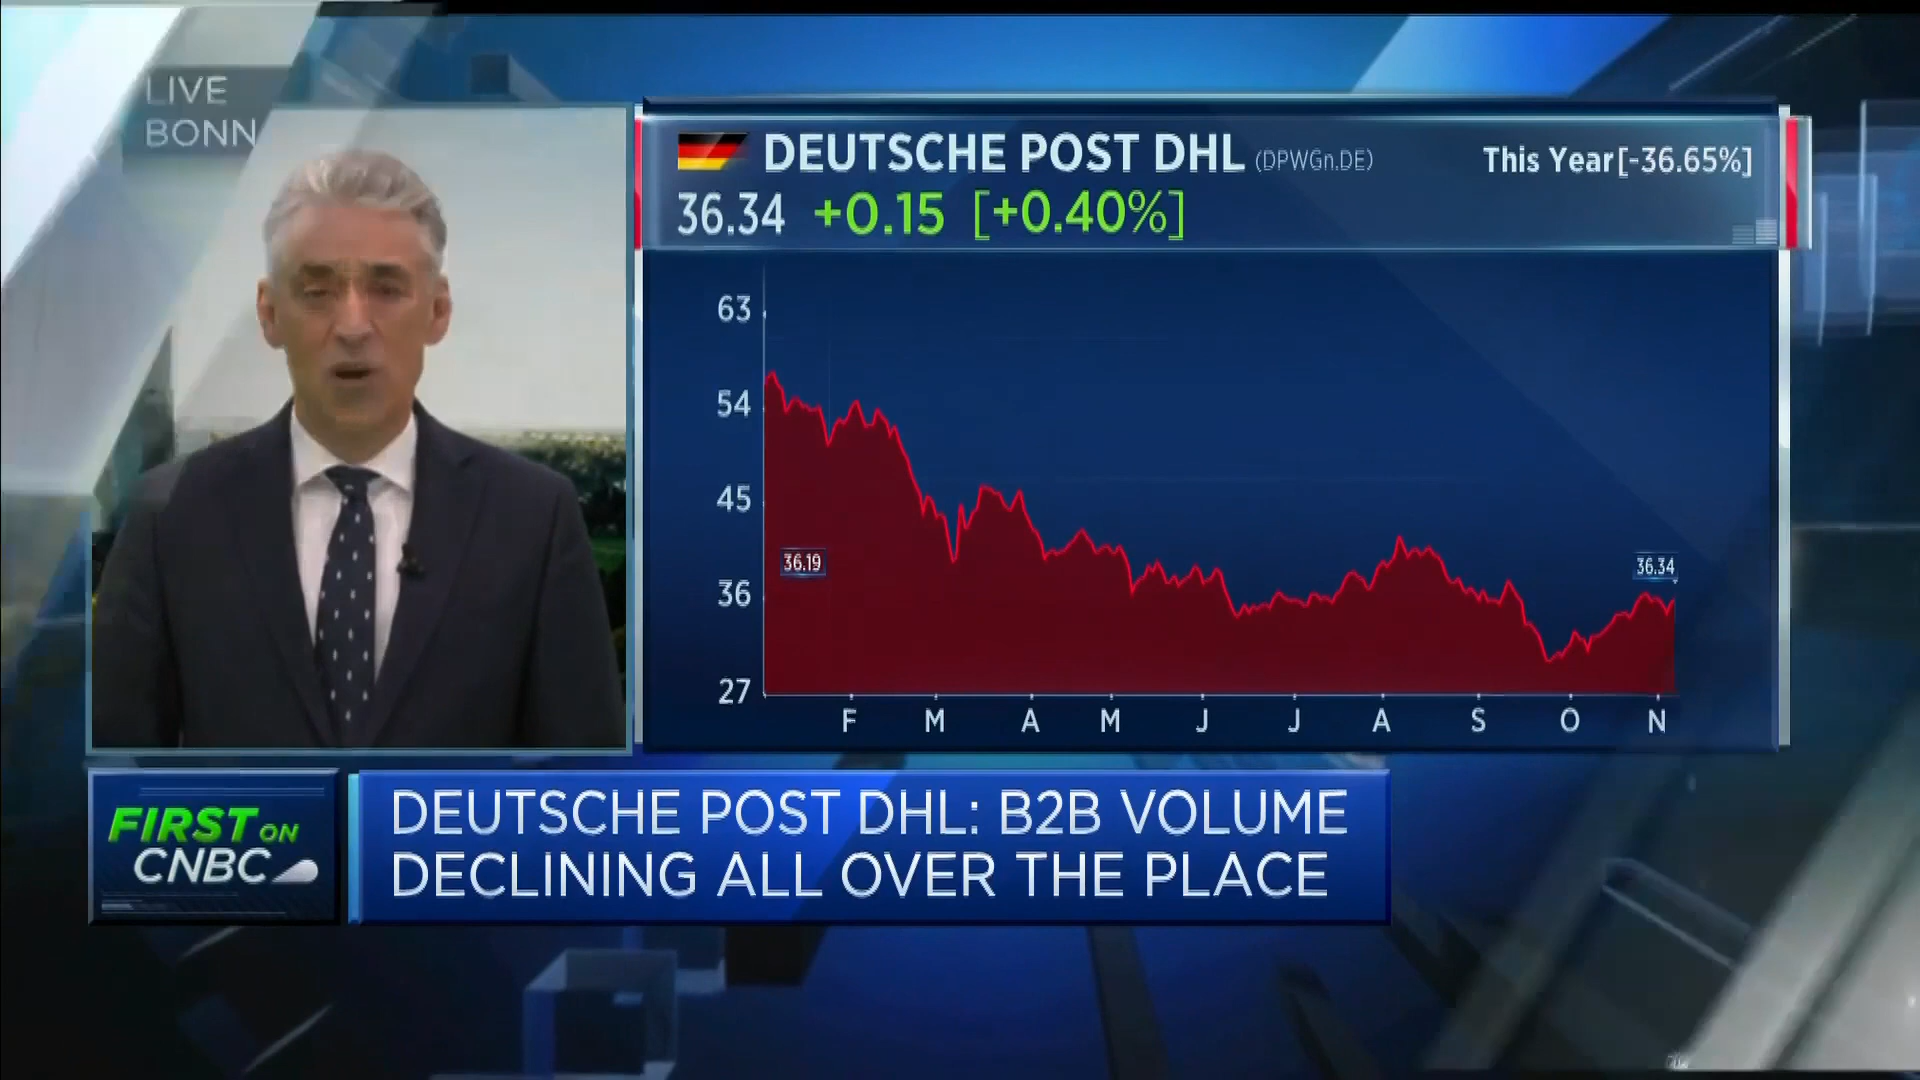 LIVE
BONN
DEUTSCHE POST DHL (DPWGn.DE) This Year[-36.65%]
36.34 +0.15 [+0.40%]
63
54
45
36
27
36.19
36.34
F M A M J J A S O N
FIRST ON
CNBC
DEUTSCHE POST DHL: B2B VOLUME
DECLINING ALL OVER THE PLACE